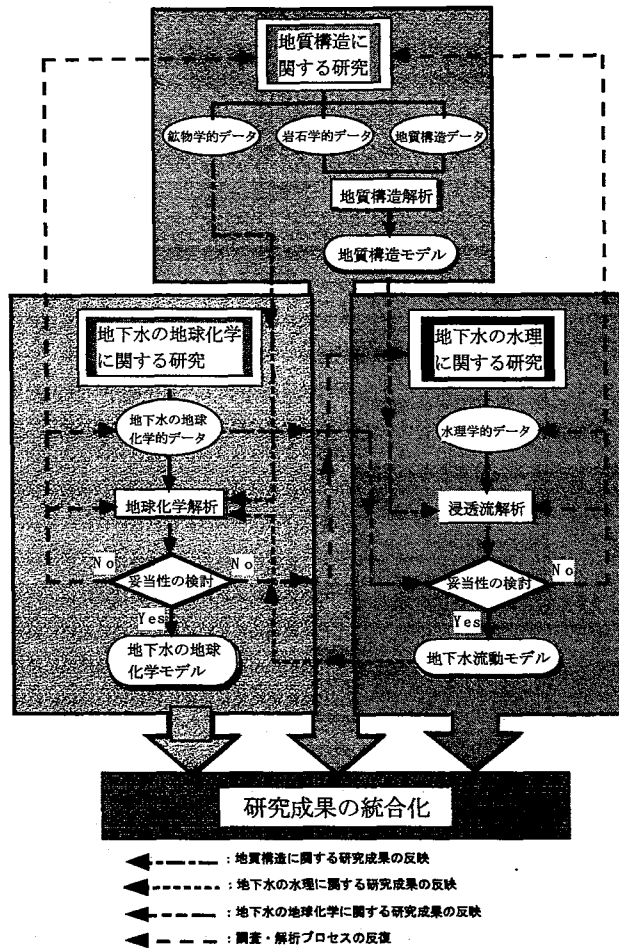 地質構造に
関する研究
鉱物学的データ
岩石学的データ
地質構造データ
地質構造解析
地質構造モデル
地下水の地球化学
に関する研究
地下水の地球
化学的データ
地球化学解析
No
妥当性の検討
No
Yes
地下水の地球
化学モデル
地下水の水理
に関する研究
水理学的データ
浸透流解析
妥当性の検討
No
Yes
地下水流動モデル
研究成果の統合化
：地質構造に関する研究成果の反映
：地下水の水理に関する研究成果の反映
：地下水の地球化学に関する研究成果の反映
：調査・解析プロセスの反復